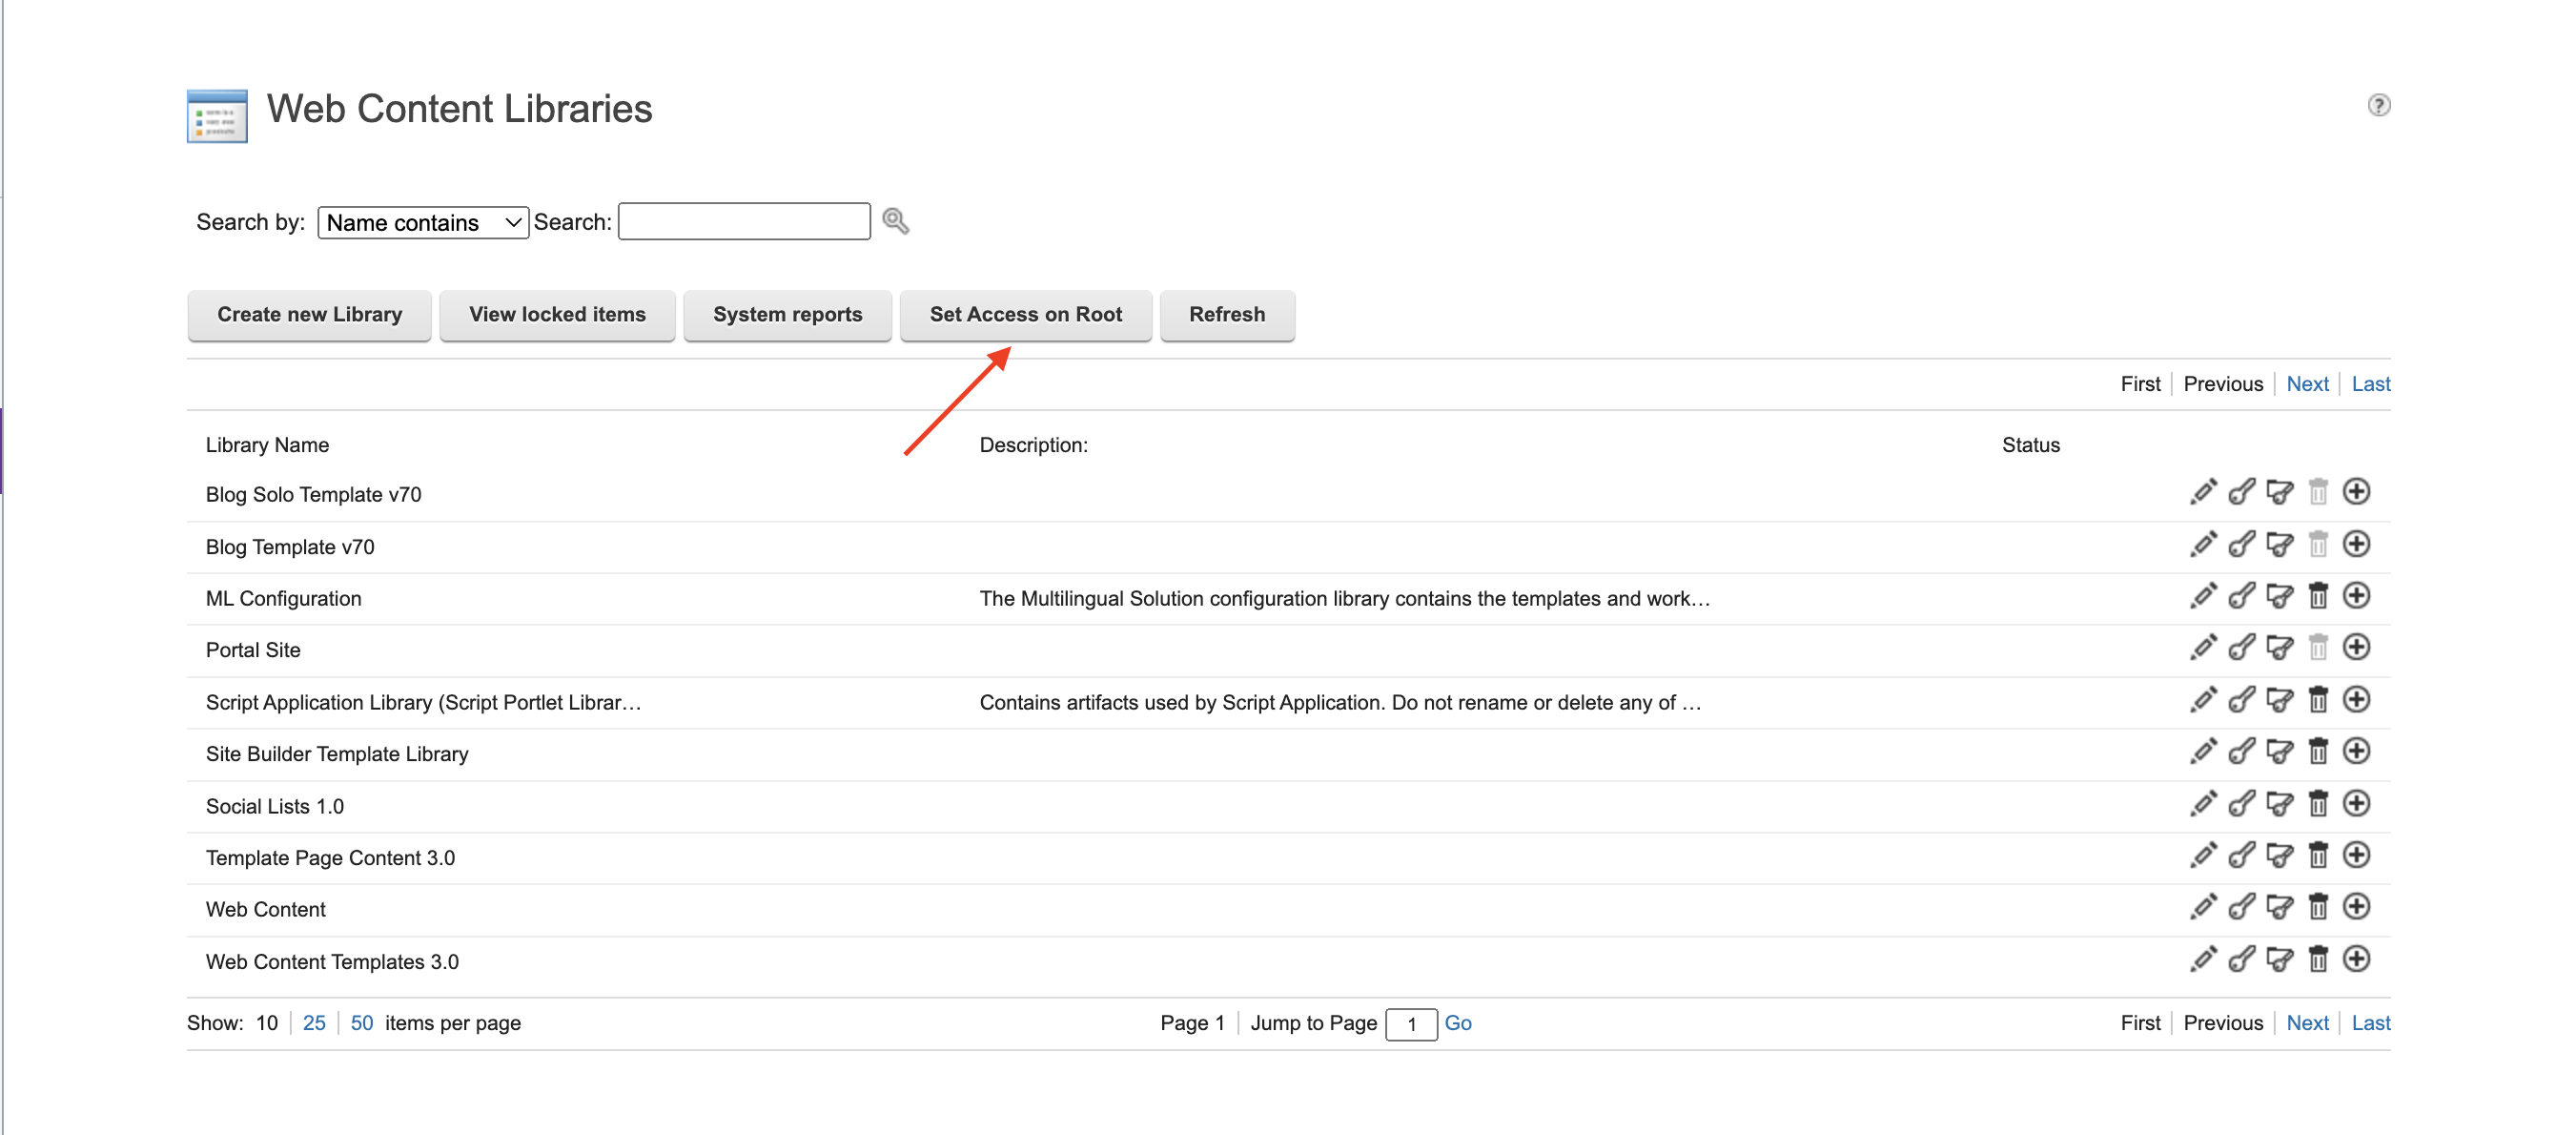 Web Content Libraries
?
Search by: Name contains Search:
Create new Library View locked items System reports Set Access on Root Refresh
First Previous Next Last
Library Name Description: Status
Blog Solo Template v70
Blog Template v70
ML Configuration The Multilingual Solution configuration library contains the templates and work...
Portal Site
Script Application Library (Script Portlet Librar... Contains artifacts used by Script Application. Do not rename or delete any of ...
Site Builder Template Library
Social Lists 1.0
Template Page Content 3.0
Web Content
Web Content Templates 3.0
Show: 10 25 50 items per page Page 1 Jump to Page 1 Go First Previous Next Last